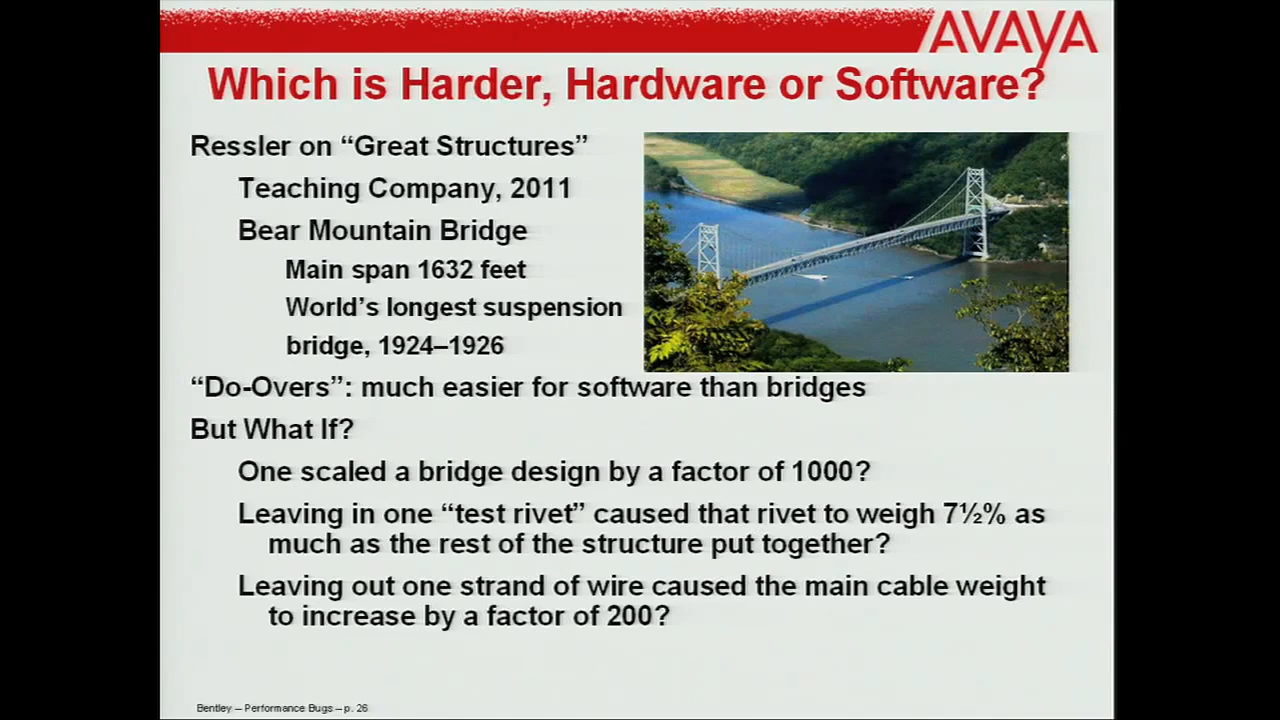 AVAYA
Which is Harder, Hardware or Software?
Ressler on “Great Structures”
Teaching Company, 2011
Bear Mountain Bridge
Main span 1632 feet
World’s longest suspension
bridge, 1924–1926
“Do-Overs”: much easier for software than bridges
But What If?
One scaled a bridge design by a factor of 1000?
Leaving in one “test rivet” caused that rivet to weigh 7½% as
much as the rest of the structure put together?
Leaving out one strand of wire caused the main cable weight
to increase by a factor of 200?
Bentley – Performance Bugs – p. 26